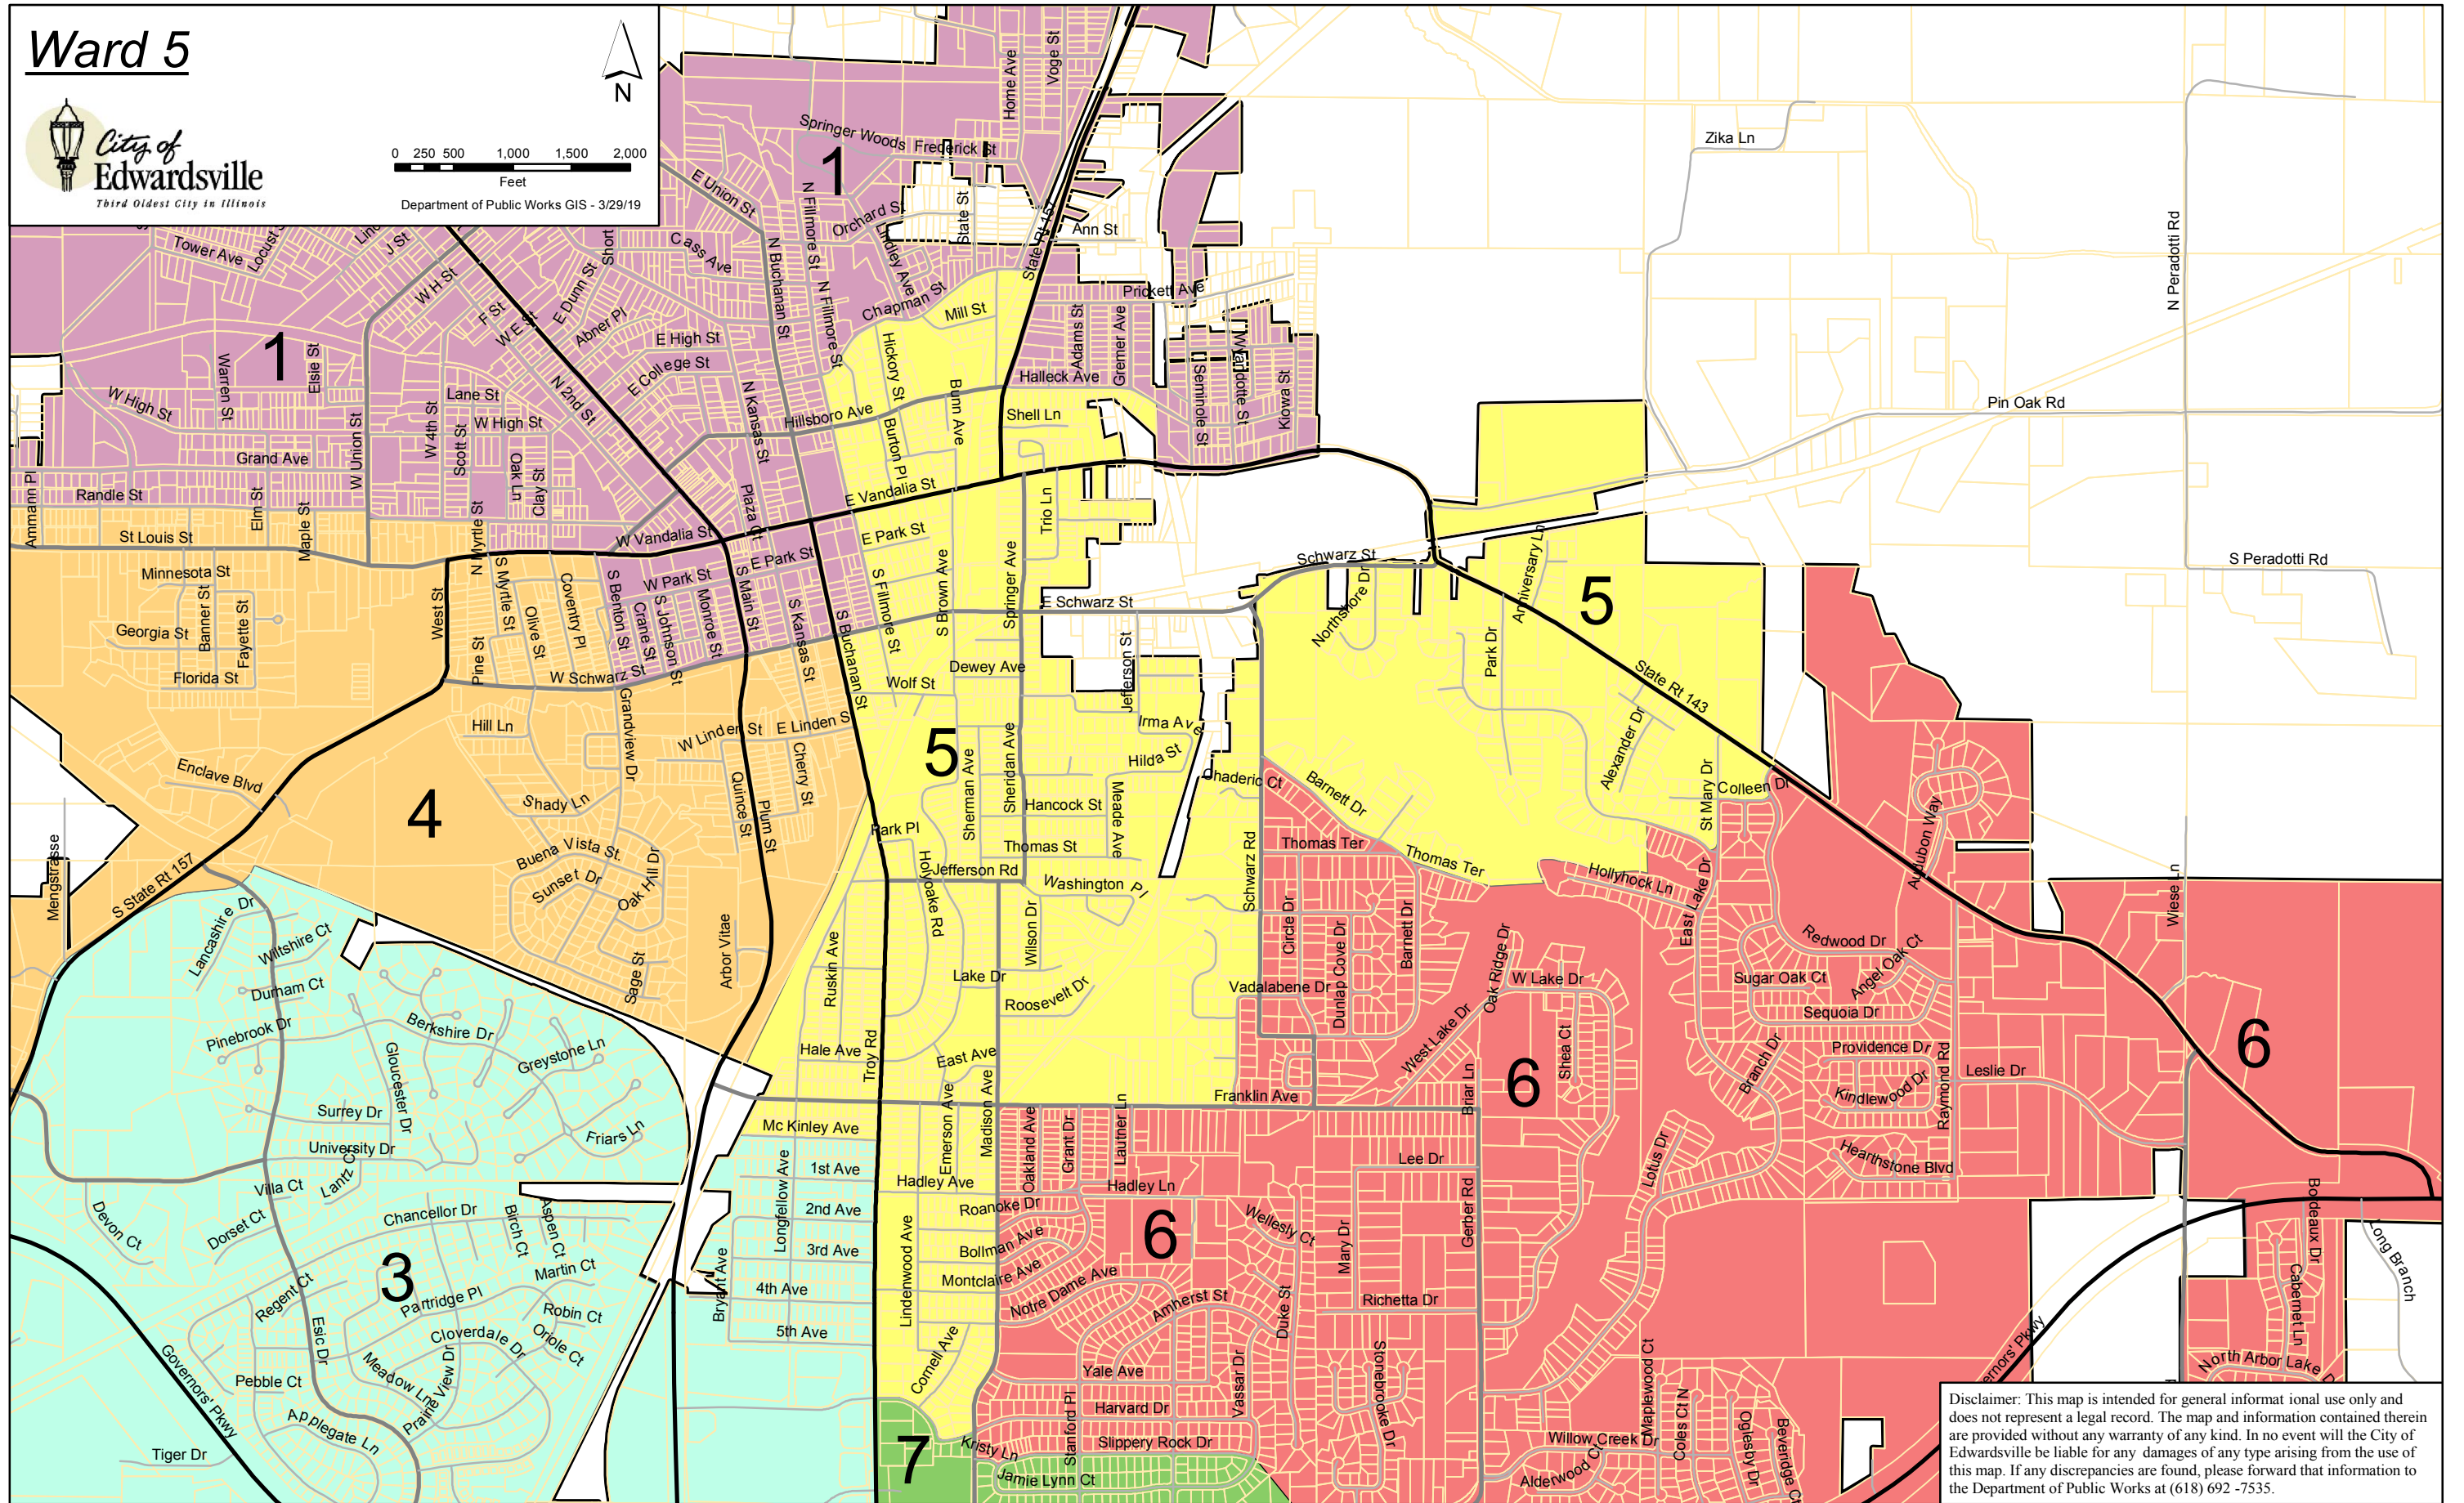 Ward 5
N
City of
Edwardsville
Third Oldest City in Illinois
0 250 500 1,000 1,500 2,000
Feet
Department of Public Works GIS - 3/29/19
Home Ave
Voge St
Springer Woods
Frederick St
1
E Union St
N Fillmore St
Orchard St
State St
State Rt 157
Ann St
Zika Ln
N Peradotti Rd
Tower Ave
J St
Short
Cass Ave
N Buchanan St
Lindley Ave
W H St
E Dunn St
N Fillmore St
Chapman St
Mill St
Prickett Ave
F St
W E St
Abner Pl
E High St
Hickory St
Adams St
Gremer Ave
Wyandotte St
1
Warren St
Elsie St
E College St
Halleck Ave
Seminole St
Kiowa St
W High St
Lane St
N 2nd St
N Kansas St
Hillsboro Ave
Bunn Ave
Shell Ln
Pin Oak Rd
W Union St
W 4th St
Scott St
W High St
Burton Pl
Grand Ave
Oak Ln
Clay St
Ammann Pl
Randle St
Elm St
Maple St
N Myrtle St
Plaza Ct
E Vandalia St
Trio Ln
St Louis St
W Vandalia St
E Park St
E Park St
Schwarz St
Anniversary Ln
S Peradotti Rd
Minnesota St
Banner St
Fayette St
West St
S Myrtle St
Olive St
Coventry Pl
S Benton St
W Park St
Crane St
S Johnson St
Monroe St
S Main St
S Kansas St
S Buchanan St
S Fillmore St
S Brown Ave
Springer Ave
E Schwarz St
Northshore Dr
5
Georgia St
Pine St
Jefferson St
Park Dr
Florida St
W Schwarz St
Dewey Ave
State Rt 143
Wolf St
Hill Ln
Grandview Dr
W Linden St
E Linden S
Irma Ave
Alexander Dr
Enclave Blvd
Cherry St
5
Sherman Ave
Sheridan Ave
Hilda St
Chaderic Ct
Barnett Dr
St Mary Dr
Colleen Dr
4
Shady Ln
Quince St
Plum St
Hancock St
Meade Ave
Audubon Way
Mengstrasse
S State Rt 157
Buena Vista St.
Sunset Dr
Oak Hill Dr
Park Pl
Holyoake Rd
Thomas St
Jefferson Rd
Washington Pl
Schwarz Rd
Thomas Ter
Thomas Ter
Hollyhock Ln
East Lake Dr
Wiese Ln
Lancashire Dr
Wiltshire Ct
Sage St
Arbor Vitae
Ruskin Ave
Wilson Dr
Circle Dr
Dunlap Cove Dr
Barnett Dr
Oak Ridge Dr
Redwood Dr
Durham Ct
Lake Dr
Roosevelt Dr
Vadalabene Dr
W Lake Dr
Sugar Oak Ct
Angel Oak Ct
Pinebrook Dr
Berkshire Dr
Sequoia Dr
Gloucester Dr
Greystone Ln
Hale Ave
Troy Rd
East Ave
West Lake Dr
Shea Ct
Branch Dr
Providence Dr
6
Surrey Dr
Emerson Ave
Madison Ave
Franklin Ave
Briar Ln
6
Kindlewood Dr
Raymond Rd
Leslie Dr
University Dr
Friars Ln
Mc Kinley Ave
Oakland Ave
Grant Dr
Lautner Ln
Lotus Dr
Lantz Ct
Longfellow Ave
1st Ave
Lee Dr
Hearthstone Blvd
Villa Ct
Hadley Ave
Hadley Ln
Gerber Rd
Devon Ct
Dorset Ct
Chancellor Dr
Birch Ct
Aspen Ct
2nd Ave
Roanoke Dr
6
Wellesly Ct
Mary Dr
Bodeaux Dr
Long Branch
3rd Ave
Bollman Ave
3
Martin Ct
Bryant Ave
Lindenwood Ave
Montclaire Ave
Cabernet Ln
Regent Ct
Partridge Pl
4th Ave
Notre Dame Ave
Amherst St
Duke St
Richetta Dr
Robin Ct
Esic Dr
Cloverdale Dr
Oriole Ct
5th Ave
Governors' Pkwy
Meadow Ln
Prairie View Dr
Cornell Ave
Yale Ave
Vassar Dr
Stonebrooke Dr
Maplewood Ct
ernors' Pkwy
North Arbor Lake D
Pebble Ct
Applegate Ln
Stanford Pl
Harvard Dr
Coles Ct N
Oglesby Dr
Beveridge Ct
Tiger Dr
7
Kristy Ln
Slippery Rock Dr
Willow Creek Dr
Jamie Lynn Ct
Alderwood Ct
Disclaimer: This map is intended for general informat ional use only and
does not represent a legal record. The map and information contained therein
are provided without any warranty of any kind. In no event will the City of
Edwardsville be liable for any damages of any type arising from the use of
this map. If any discrepancies are found, please forward that information to
the Department of Public Works at (618) 692 -7535.